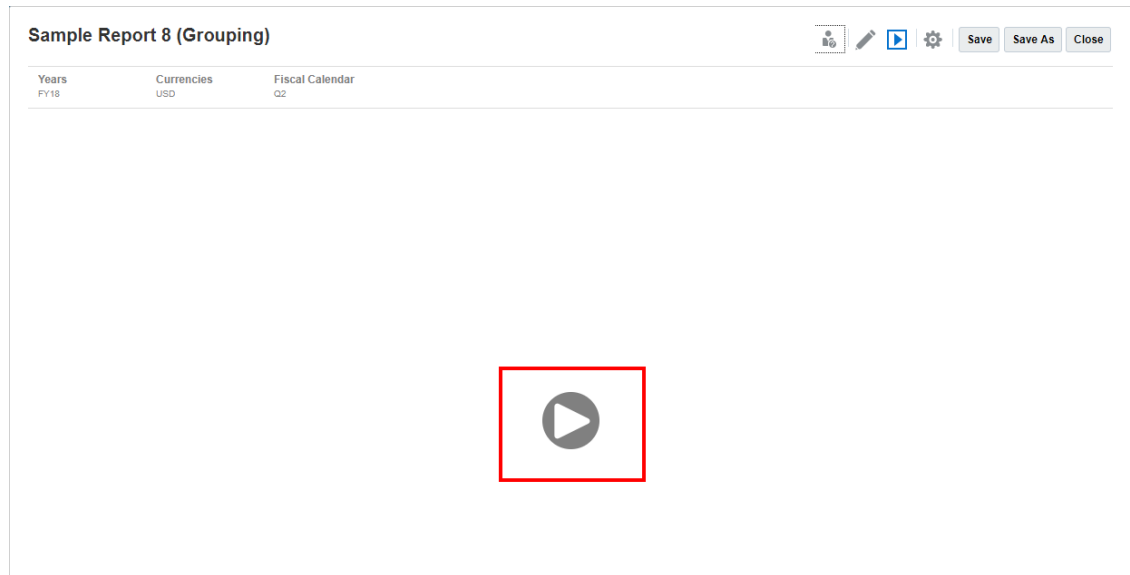 Sample Report 8 (Grouping)
Save Save As Close
Years Currencies Fiscal Calendar
FY18 USD Q2